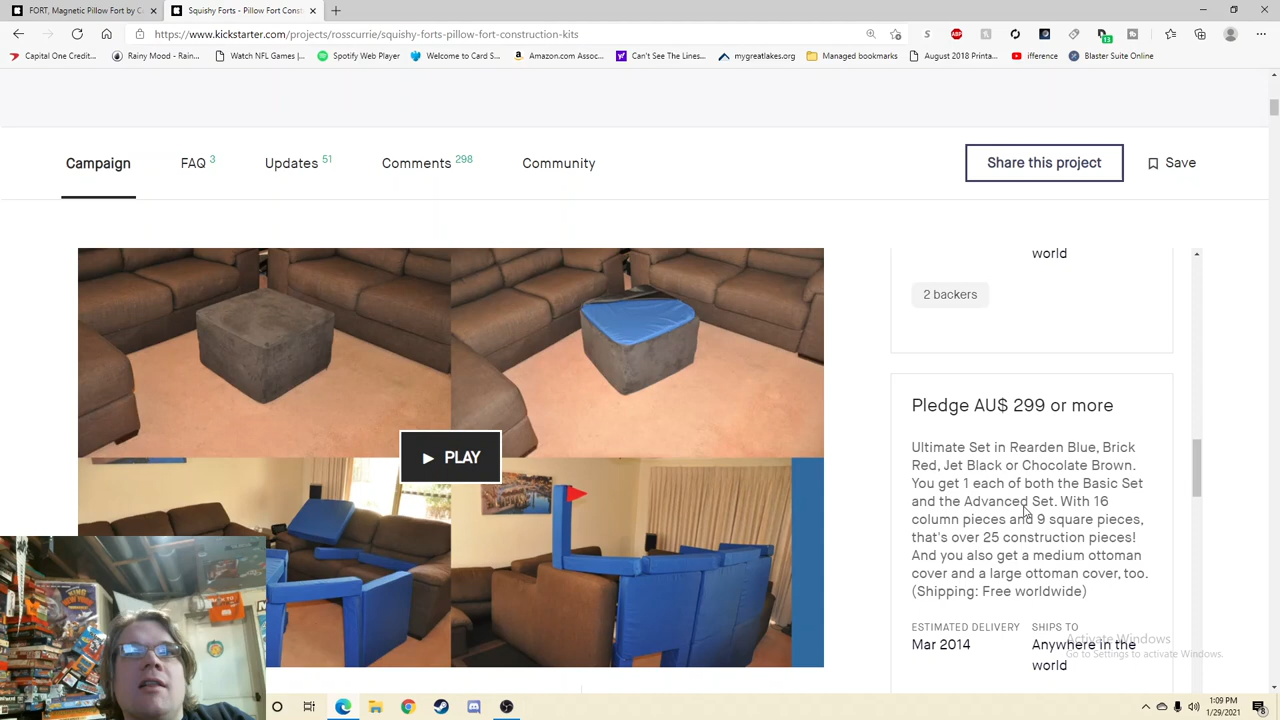 FORT, Magnetic Pillow Fort by C
Squishy Forts - Pillow Fort Const
https://www.kickstarter.com/projects/rosscurrie/squishy-forts-pillow-fort-construction-kits
Capital One Credit...
Rainy Mood - Rain...
Watch NFL Games |...
Spotify Web Player
Welcome to Card S...
Amazon.com Assoc...
Can't See The Lines...
mygreatlakes.org
Managed bookmarks
August 2018 Printa...
ifference
Blaster Suite Online
Campaign
FAQ 3
Updates 51
Comments 298
Community
Share this project
Save
world
2 backers
PLAY
Pledge AU$ 299 or more
Ultimate Set in Rearden Blue, Brick
Red, Jet Black or Chocolate Brown.
You get 1 each of both the Basic Set
and the Advanced Set. With 16
column pieces and 9 square pieces,
that's over 25 construction pieces!
And you also get a medium ottoman
cover and a large ottoman cover, too.
(Shipping: Free worldwide)
ESTIMATED DELIVERY
SHIPS TO
Mar 2014
Anywhere in the
world
Activate Windows
Go to Settings to activate Windows.
1:09 PM
1/29/2021